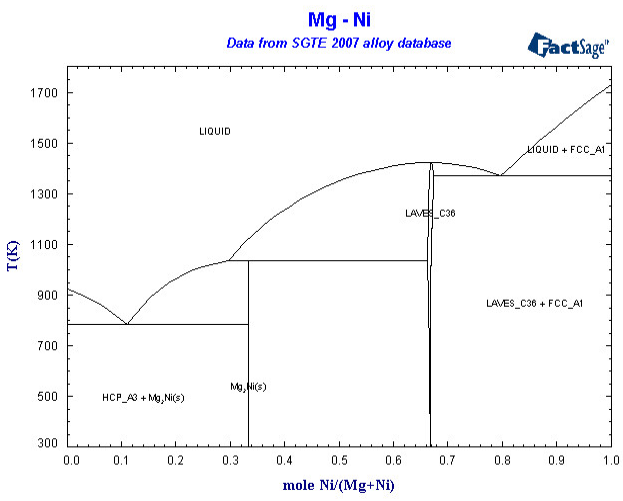 Mg - Ni
Data from SGTE 2007 alloy database
FactSage
1700
1500
1300
1100
900
700
500
300
T(K)
LIQUID
LIQUID + FCC_A1
LAVES_C36
LAVES_C36 + FCC_A1
Mg2Ni(s)
HCP_A3 + Mg2Ni(s)
0.0 0.1 0.2 0.3 0.4 0.5 0.6 0.7 0.8 0.9 1.0
mole Ni/(Mg+Ni)